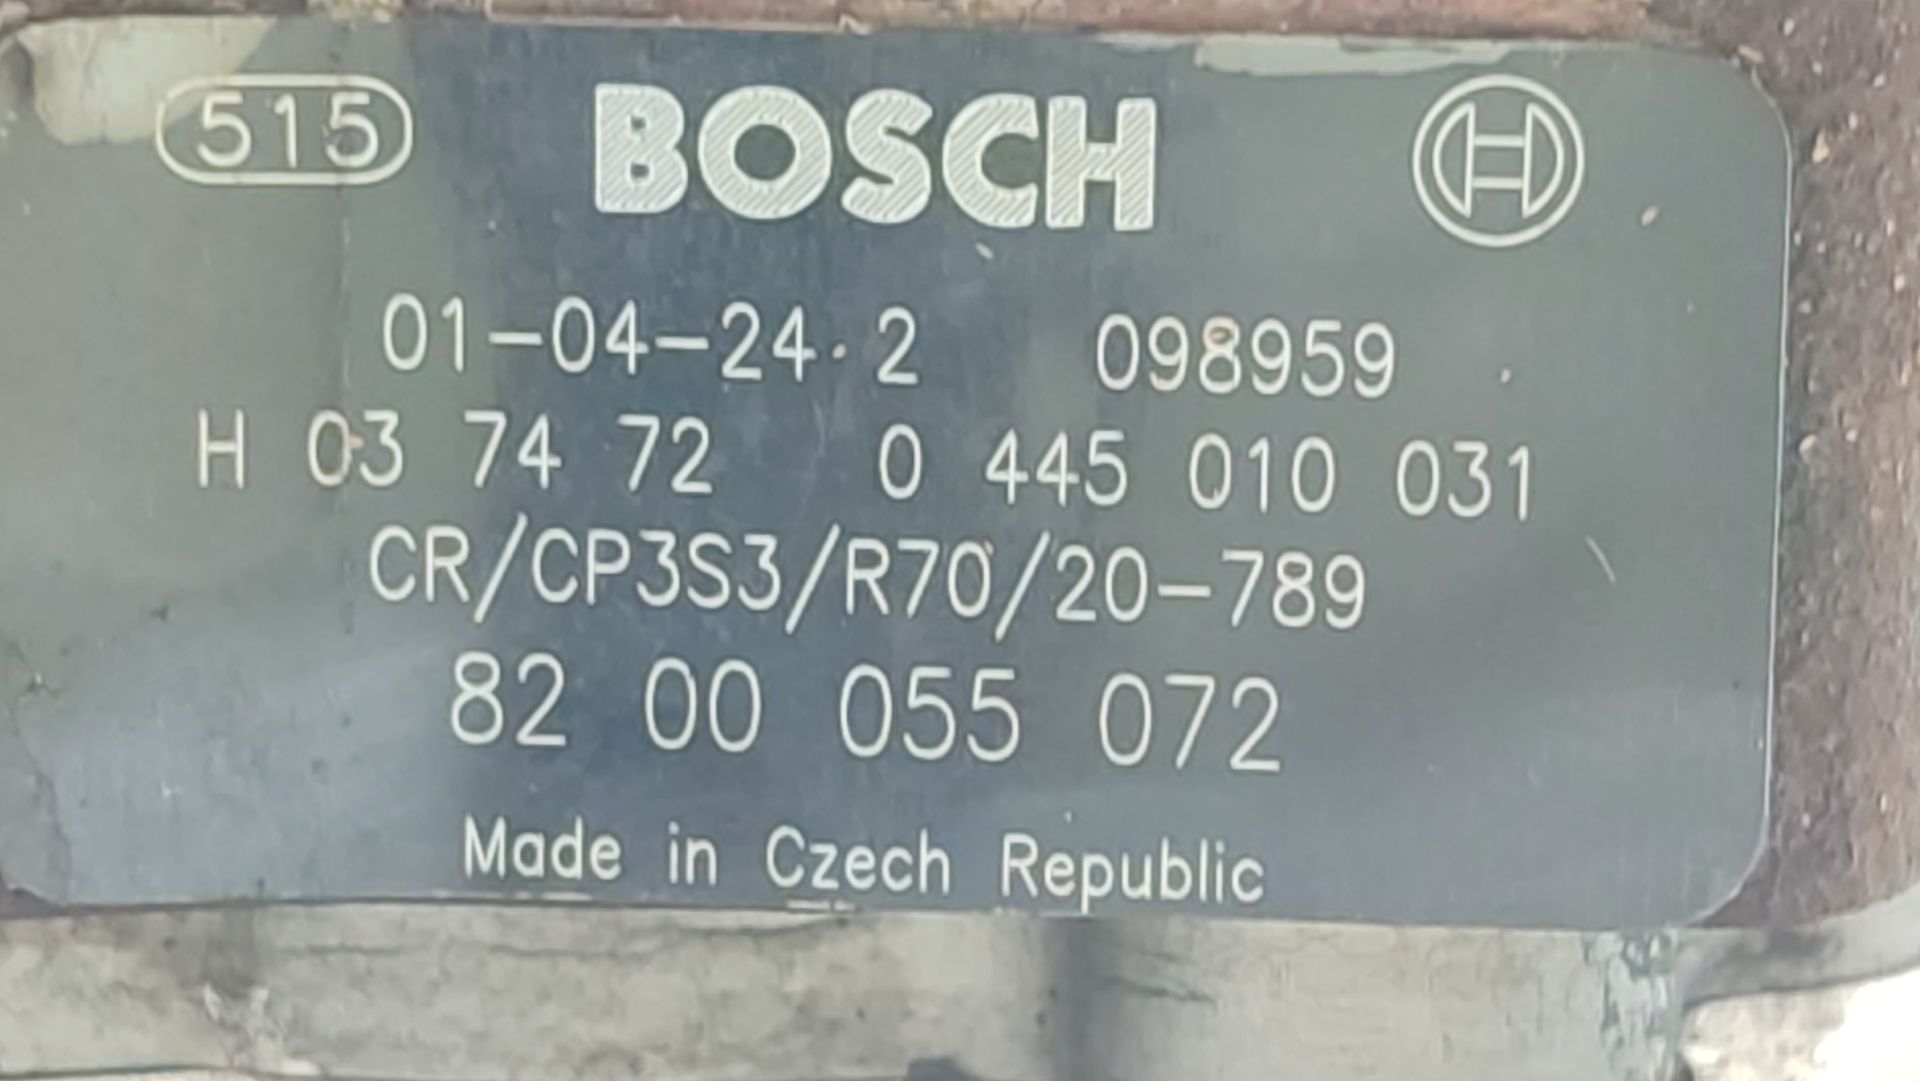 515 BOSCH
01-04-24 2 098959
H 03 74 72 0 445 010 031
CR/CP3S3/R70/20-789
82 00 055 072
Made in Czech Republic